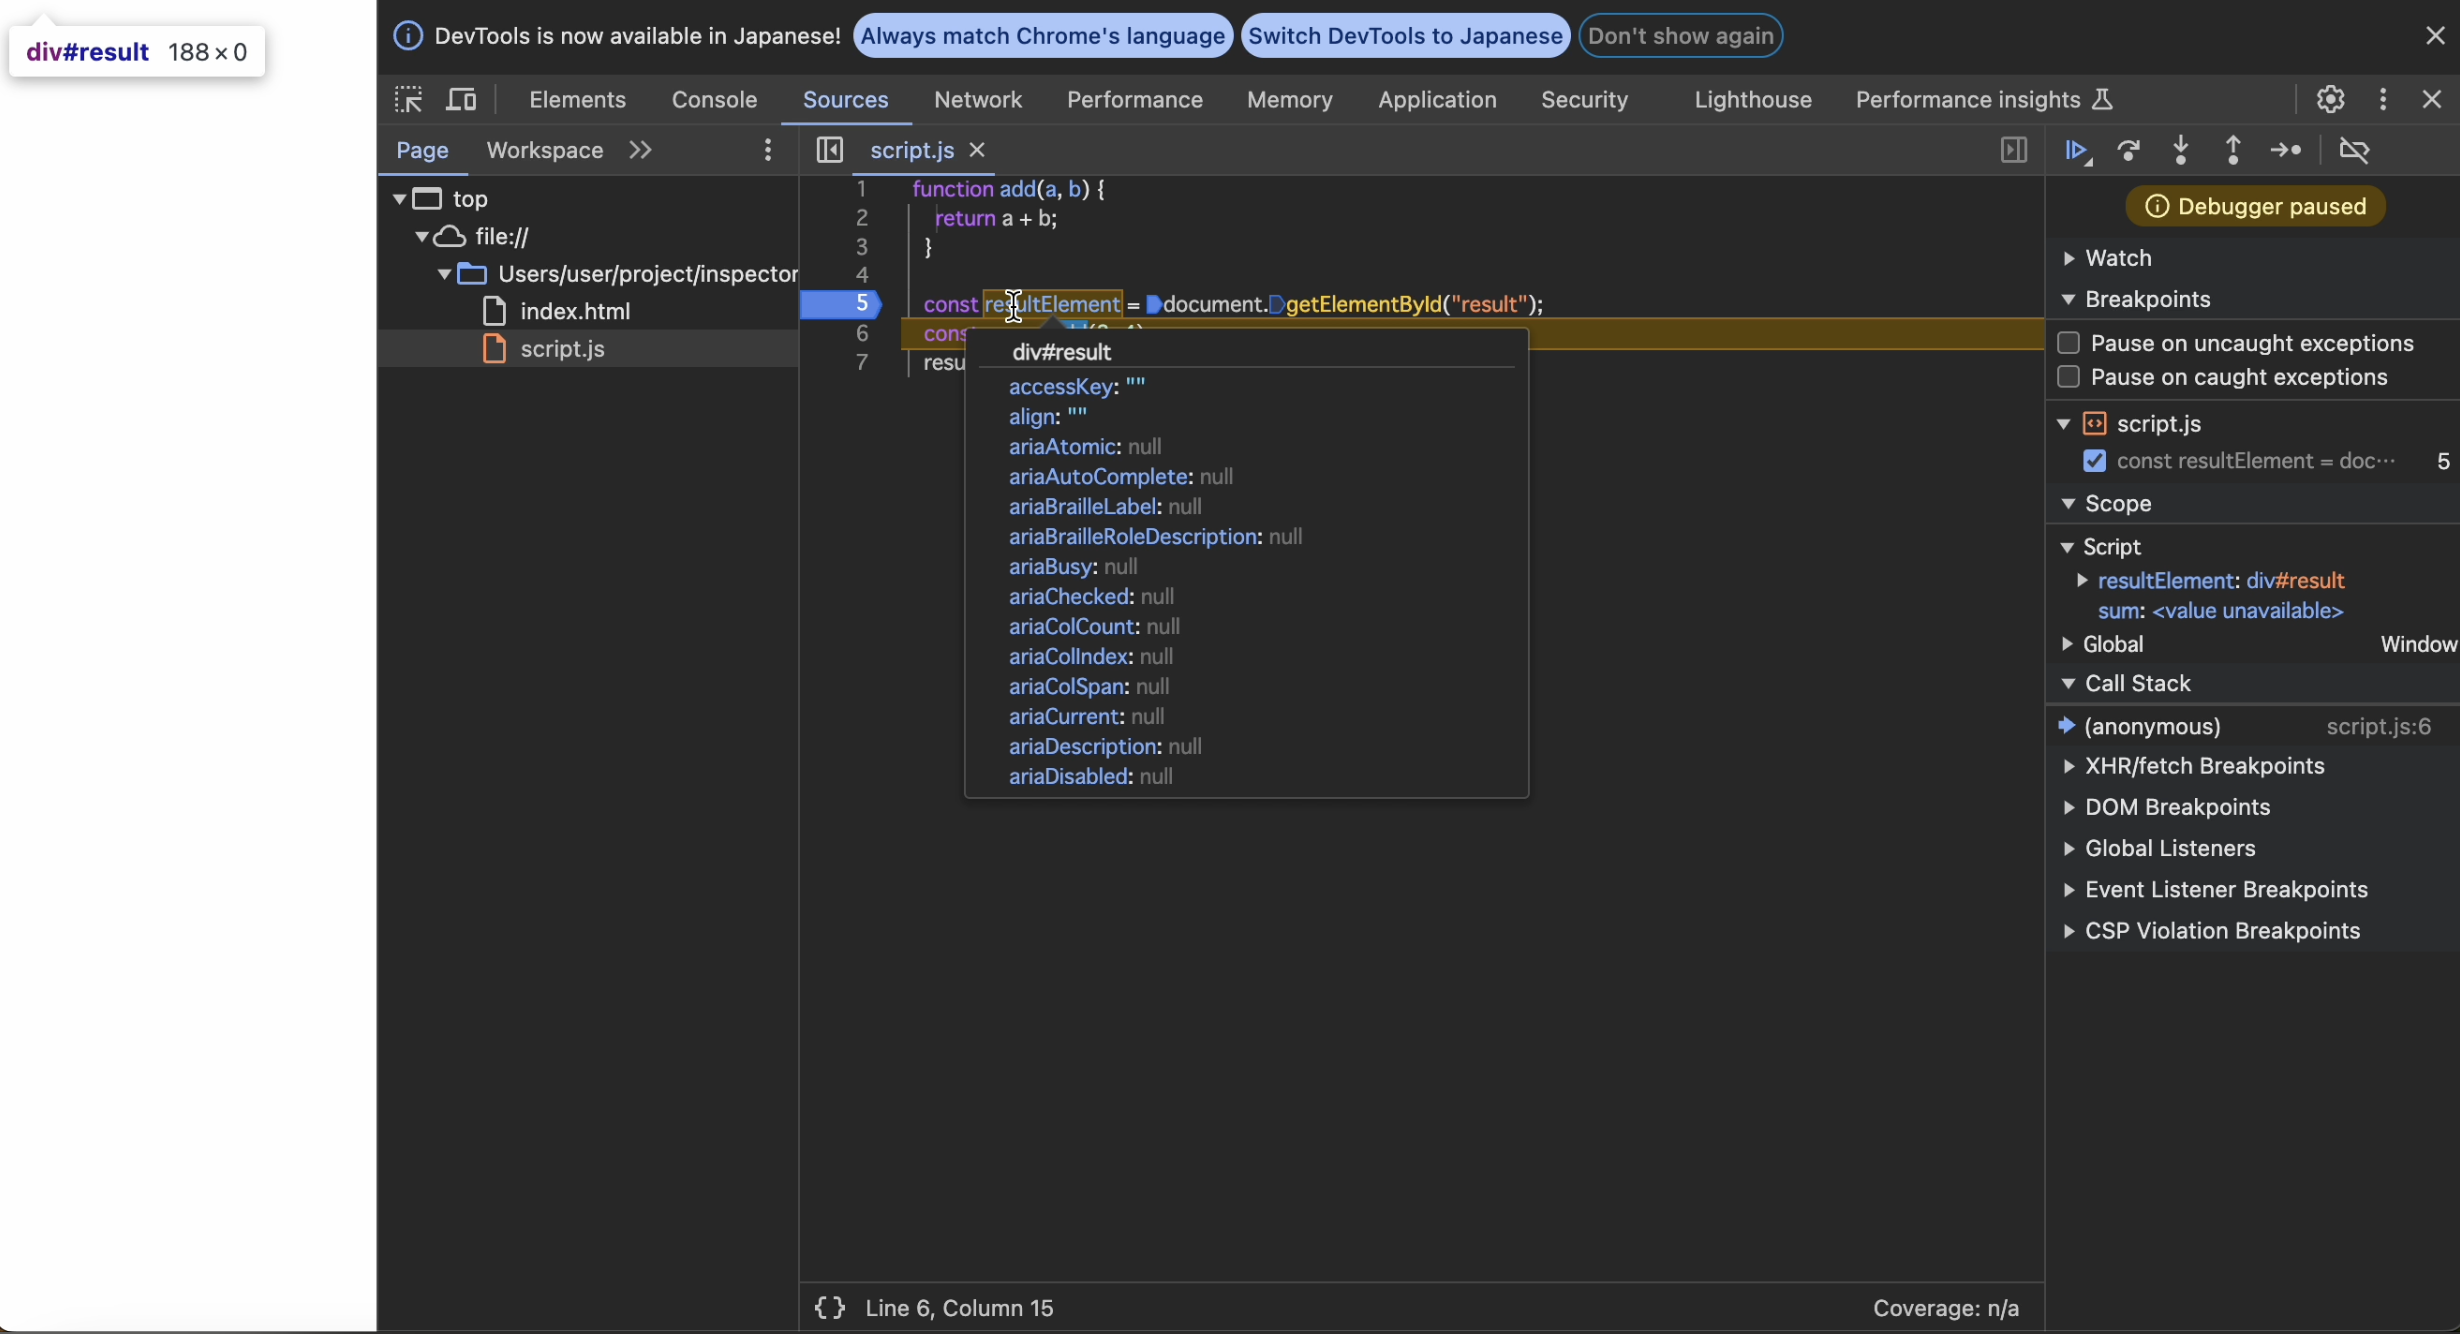 div#result 188 × 0
DevTools is now available in Japanese! Always match Chrome's language Switch DevTools to Japanese Don't show again
Elements Console Sources Network Performance Memory Application Security Lighthouse Performance insights
Page Workspace
top
file://
Users/user/project/inspector
index.html
script.js
script.js
1 function add(a, b) {
2 return a + b;
3 }
4
5 const resultElement = document.getElementById("result");
6 cons
7 resu
div#result
accessKey: ""
align: ""
ariaAtomic: null
ariaAutoComplete: null
ariaBrailleLabel: null
ariaBrailleRoleDescription: null
ariaBusy: null
ariaChecked: null
ariaColCount: null
ariaColIndex: null
ariaColSpan: null
ariaCurrent: null
ariaDescription: null
ariaDisabled: null
{ } Line 6, Column 15
Coverage: n/a
Debugger paused
Watch
Breakpoints
Pause on uncaught exceptions
Pause on caught exceptions
script.js
const resultElement = doc… 5
Scope
Script
resultElement: div#result
sum: <value unavailable>
Global Window
Call Stack
(anonymous) script.js:6
XHR/fetch Breakpoints
DOM Breakpoints
Global Listeners
Event Listener Breakpoints
CSP Violation Breakpoints